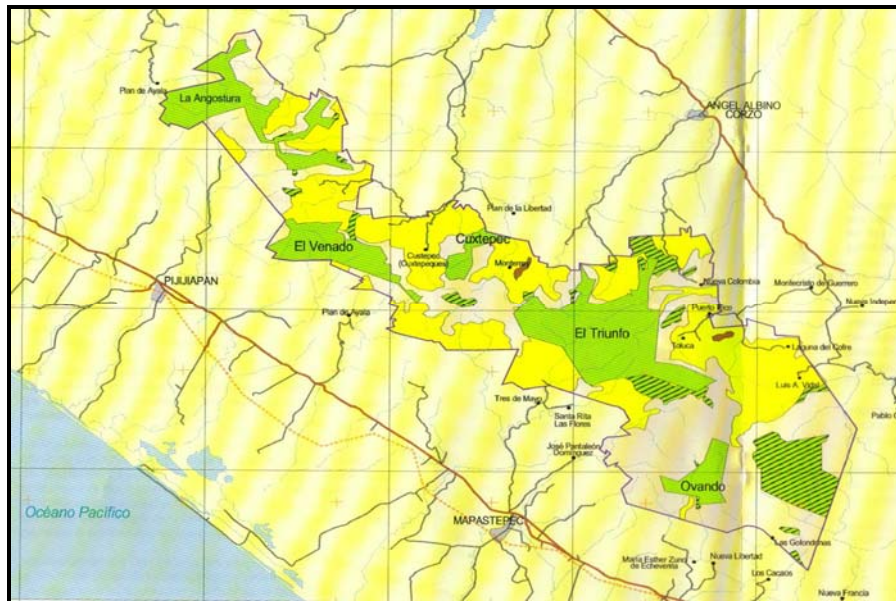 Plan de Ayala
La Angostura
ANGEL ALBINO
CORZO
Plan de la Libertad
El Venado
Custepec
(Cuxtepeques)
Cuxtepec
Monterrey
PIJIJIAPAN
Plan de Ayala
Nueva Colombia
Montecristo de Guerrero
Puerto Rico
El Triunfo
Toluca
Laguna del Cofre
Luis A. Vidal
Tres de Mayo
Santa Rita
Las Flores
Pablo
José Pantaleón
Domínguez
Ovando
Océano Pacífico
MAPASTEPEC
Las Golondrinas
María Esther Zuno
de Echeverría
Nueva Libertad
Los Cacaos
Nueva Francia